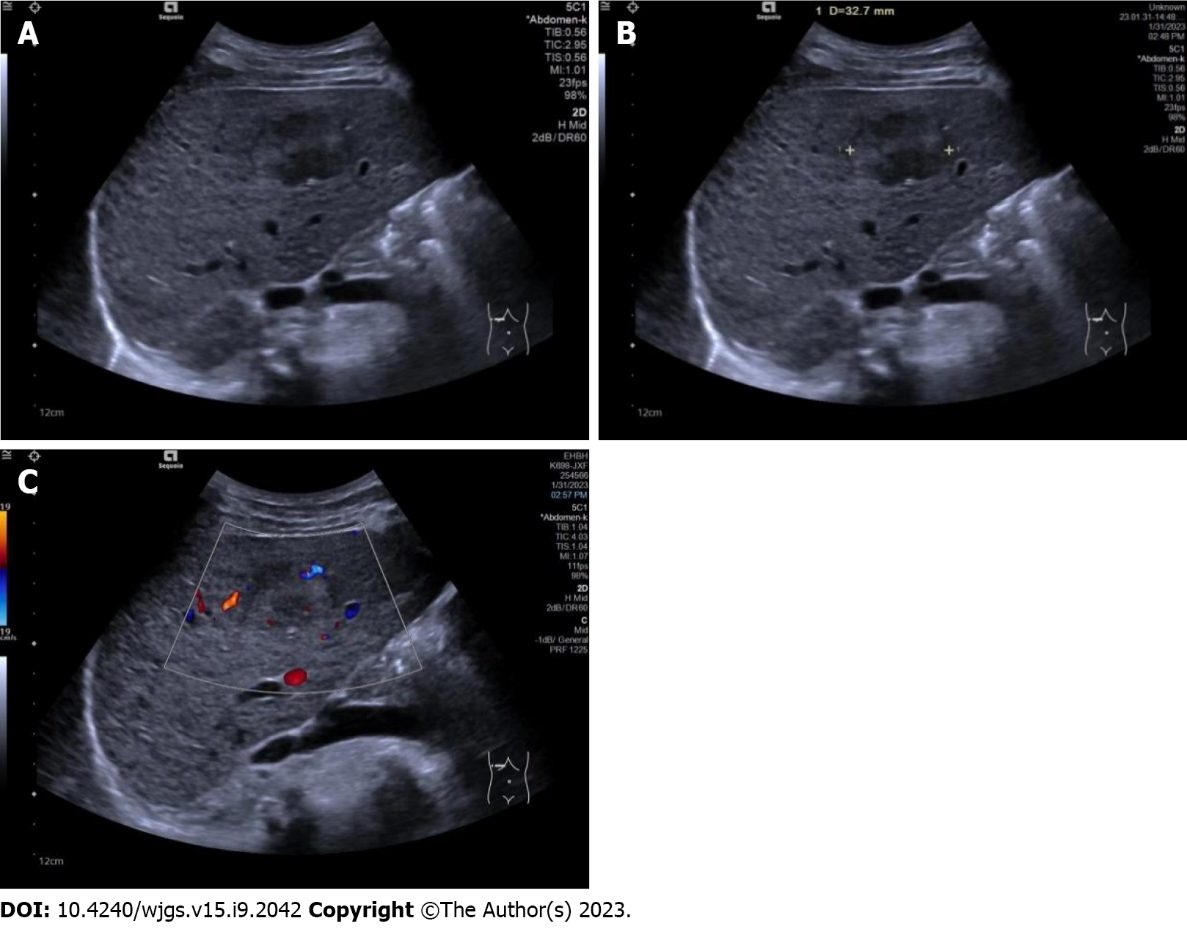 A
Sequoia
5C1
*Abdomen-k
TIB:0.56
TIC:2.95
TIS:0.56
MI:1.01
23fps
98%
2D
H Mid
2dB/DR60
12cm
B
Sequoia
1 D=32.7 mm
Unknown
23.01.31-14:48...
1/31/2023
02:48 PM
5C1
*Abdomen-k
TIB:0.56
TIC:2.95
TIS:0.56
MI:1.01
23fps
98%
2D
H Mid
2dB/DR60
12cm
C
Sequoia
19
19
cm/s
EHBH
K698-JXF
254566
1/31/2023
02:57 PM
5C1
*Abdomen-k
TIB:1.04
TIC:4.03
TIS:1.04
MI:1.07
11fps
98%
2D
H Mid
2dB/DR60
C
Mid
-1dB/ General
PRF 1225
12cm
DOI: 10.4240/wjgs.v15.i9.2042 Copyright ©The Author(s) 2023.